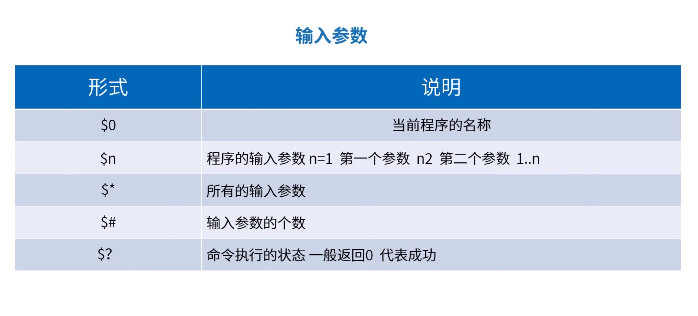 输入参数
形式 说明
$0 当前程序的名称
$n 程序的输入参数 n=1 第一个参数 n2 第二个参数 1..n
$* 所有的输入参数
$# 输入参数的个数
$? 命令执行的状态 一般返回0 代表成功